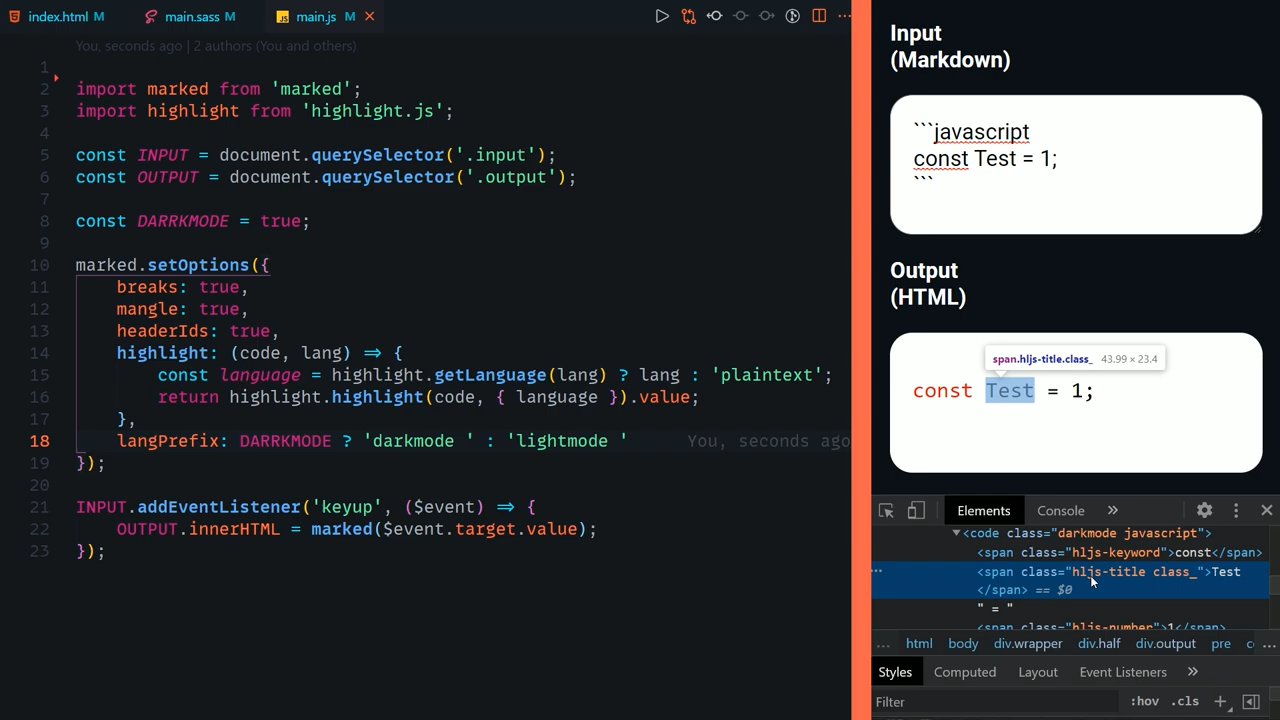 index.html M main.sass M main.js M
You, seconds ago | 2 authors (You and others)
1
2 import marked from 'marked';
3 import highlight from 'highlight.js';
4
5 const INPUT = document.querySelector('.input');
6 const OUTPUT = document.querySelector('.output');
7
8 const DARRKMODE = true;
9
10 marked.setOptions({
11 breaks: true,
12 mangle: true,
13 headerIds: true,
14 highlight: (code, lang) => {
15 const language = highlight.getLanguage(lang) ? lang : 'plaintext';
16 return highlight.highlight(code, { language }).value;
17 },
18 langPrefix: DARRKMODE ? 'darkmode ' : 'lightmode ' You, seconds ago
19 });
20
21 INPUT.addEventListener('keyup', ($event) => {
22 OUTPUT.innerHTML = marked($event.target.value);
23 });
Input
(Markdown)
```javascript
const Test = 1;
```
Output
(HTML)
span.hljs-title.class_ 43.99 × 23.4
const Test = 1;
Elements Console
<code class="darkmode javascript">
<span class="hljs-keyword">const</span>
<span class="hljs-title class_">Test
</span> == $0
" = "
<span class="hljs-number">1</span>
... html body div.wrapper div.half div.output pre c ...
Styles Computed Layout Event Listeners
Filter :hov .cls